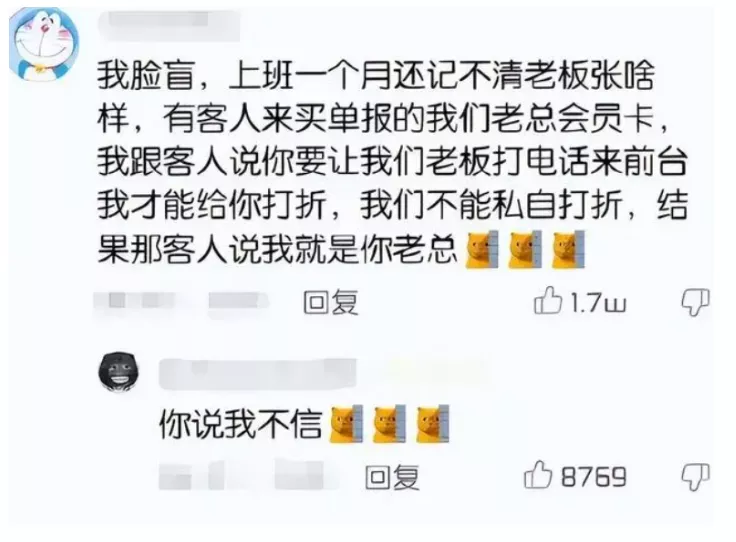 我脸盲，上班一个月还记不清老板张啥
样，有客人来买单报的我们老总会员卡，
我跟客人说你要让我们老板打电话来前台
我才能给你打折，我们不能私自打折，结
果那客人说我就是你老总
回复 1.7w
你说我不信
回复 8769